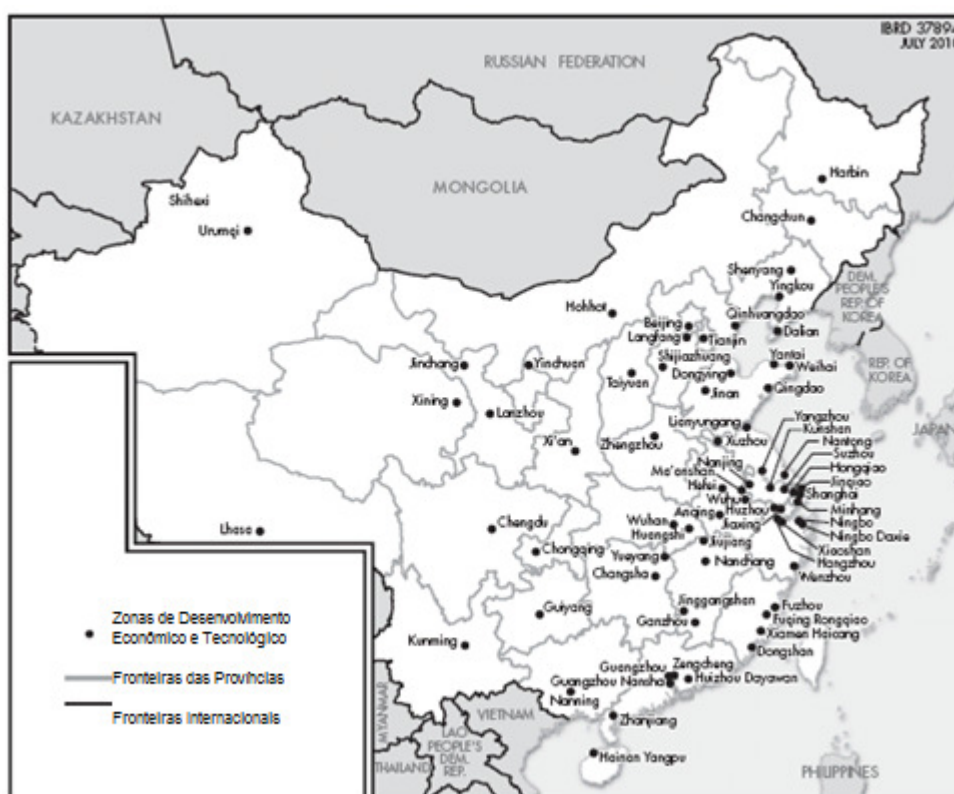 IBRD 3789
JULY 2010
RUSSIAN FEDERATION
KAZAKHSTAN
MONGOLIA
Harbin
Shihexi
Urumqi
Changchun
Shenyang
Yingkou
DEM.
PEOPLE'S
REP. OF
KOREA
Hohhot
Qinhuangdao
Beijing
Langfang
Tianjin
Dalian
Shijiazhuang
Yantai
Weihai
REP. OF
KOREA
Jinchang
Yinchuan
Taiyuan
Dongying
Jinan
Qingdao
Xining
Lanzhou
Lianyungang
Yangzhou
Kunshan
JAPAN
Xi'an
Zhengzhou
Xuzhou
Nantong
Suzhou
Nanjing
Hongqiao
Ma'onshan
Jinqiao
Hefei
Shanghai
Wuhu
Minhang
Huzhou
Anqing
Ningbo
Jiaxing
Ningbo Daxie
Wuhan
Huangshi
Xiaoshan
Hangzhou
Lhasa
Chengdu
Jiujiang
Chongqing
Yueyang
Nanchang
Wenzhou
Changsha
Jinggangshan
Fuzhou
Guiyang
Ganzhou
Fuqing Rongqiao
Xiamen Haicang
Kunming
Dongshan
Guangzhou
Zengcheng
Guangzhou Nansha
Huizhou Dayawan
Nanning
Zhanjiang
Hainan Yangpu
MYANMAR
VIETNAM
LAO
PEOPLE'S
DEM.
REP.
THAILAND
PHILIPPINES
Zonas de Desenvolvimento
Econômico e Tecnológico
Fronteiras das Províncias
Fronteiras Internacionais